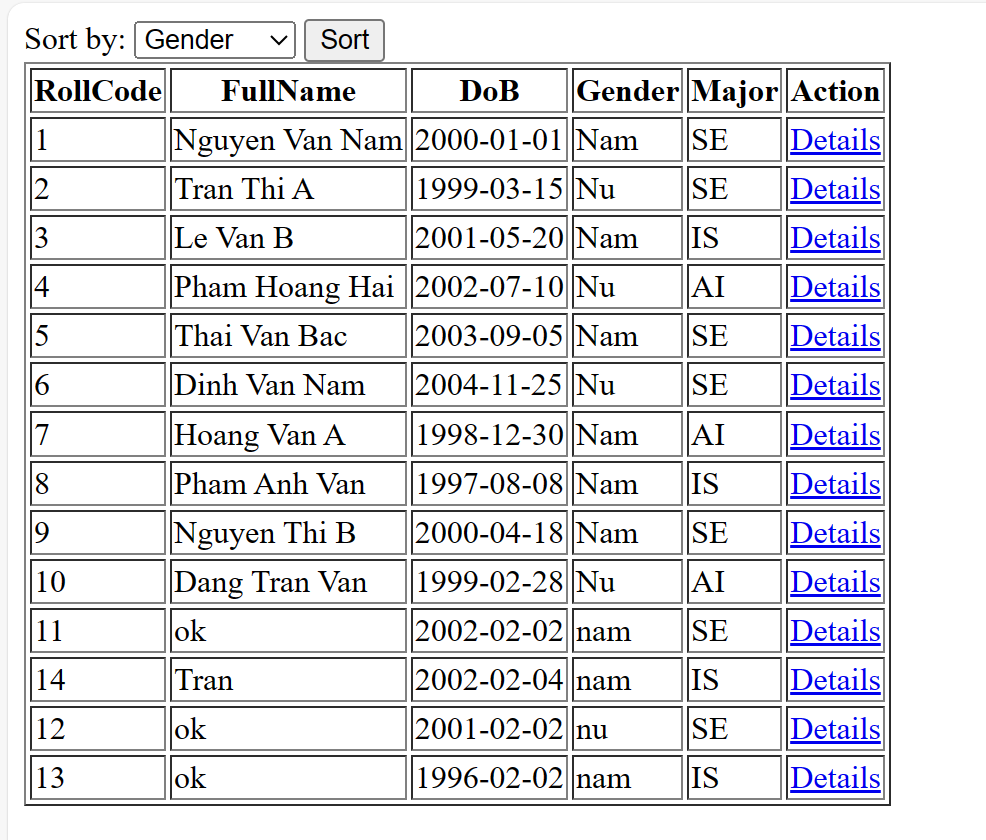 Sort by: Gender Sort
RollCode FullName DoB Gender Major Action
1 Nguyen Van Nam 2000-01-01 Nam SE Details
2 Tran Thi A 1999-03-15 Nu SE Details
3 Le Van B 2001-05-20 Nam IS Details
4 Pham Hoang Hai 2002-07-10 Nu AI Details
5 Thai Van Bac 2003-09-05 Nam SE Details
6 Dinh Van Nam 2004-11-25 Nu SE Details
7 Hoang Van A 1998-12-30 Nam AI Details
8 Pham Anh Van 1997-08-08 Nam IS Details
9 Nguyen Thi B 2000-04-18 Nam SE Details
10 Dang Tran Van 1999-02-28 Nu AI Details
11 ok 2002-02-02 nam SE Details
14 Tran 2002-02-04 nam IS Details
12 ok 2001-02-02 nu SE Details
13 ok 1996-02-02 nam IS Details